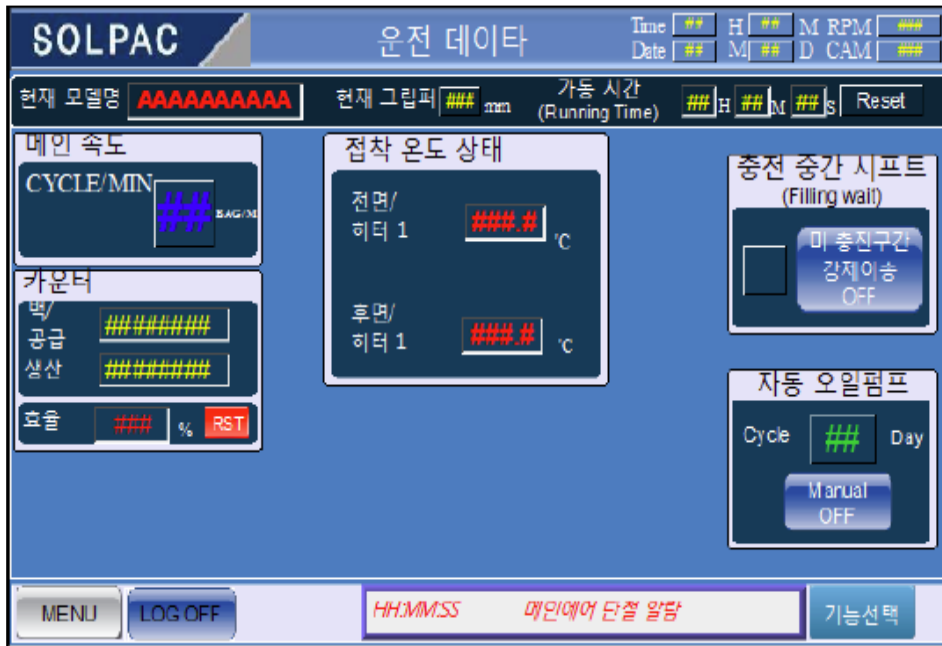 SOLPAC
운전 데이타
Time ## H ## M RPM ###
Date ## M ## D CAM ###
현재 모델명 AAAAAAAAAA 현재 그립퍼 ### mm 가동 시간 (Running Time) ## H ## M ## S Reset
메인 속도
CYCLE/MIN ## BAG/M
카운터
백/
공급 ########
생산 ########
효율 ### % RST
접착 온도 상태
전면/
히터 1 ###.# ℃
후면/
히터 1 ###.# ℃
충전 중간 시프트
(Filling wait)
미 충진구간
강제이송
OFF
자동 오일펌프
Cycle ## Day
Manual
OFF
MENU
LOG OFF
HH:MM:SS 메인에어 단절 알람
기능선택